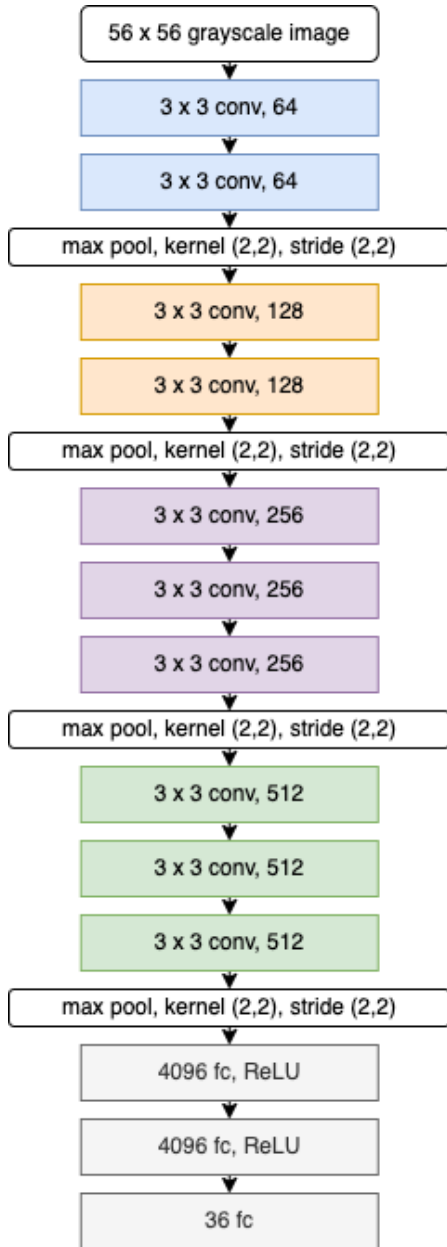 56 x 56 grayscale image
3 x 3 conv, 64
3 x 3 conv, 64
max pool, kernel (2,2), stride (2,2)
3 x 3 conv, 128
3 x 3 conv, 128
max pool, kernel (2,2), stride (2,2)
3 x 3 conv, 256
3 x 3 conv, 256
3 x 3 conv, 256
max pool, kernel (2,2), stride (2,2)
3 x 3 conv, 512
3 x 3 conv, 512
3 x 3 conv, 512
max pool, kernel (2,2), stride (2,2)
4096 fc, ReLU
4096 fc, ReLU
36 fc